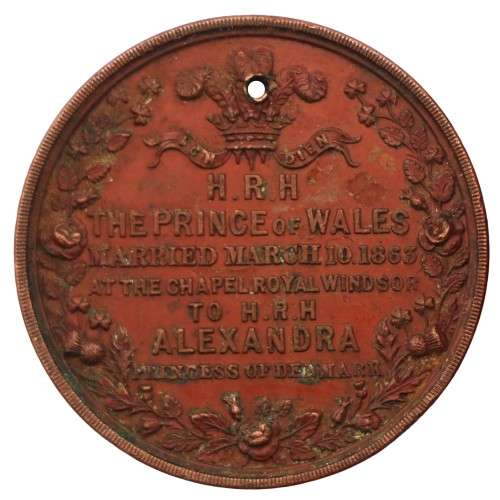 ICH DIEN
H.R.H
THE PRINCE OF WALES
MARRIED MARCH 10.1863
AT THE CHAPEL ROYAL WINDSOR
TO H.R.H
ALEXANDRA
PRINCESS OF DENMARK